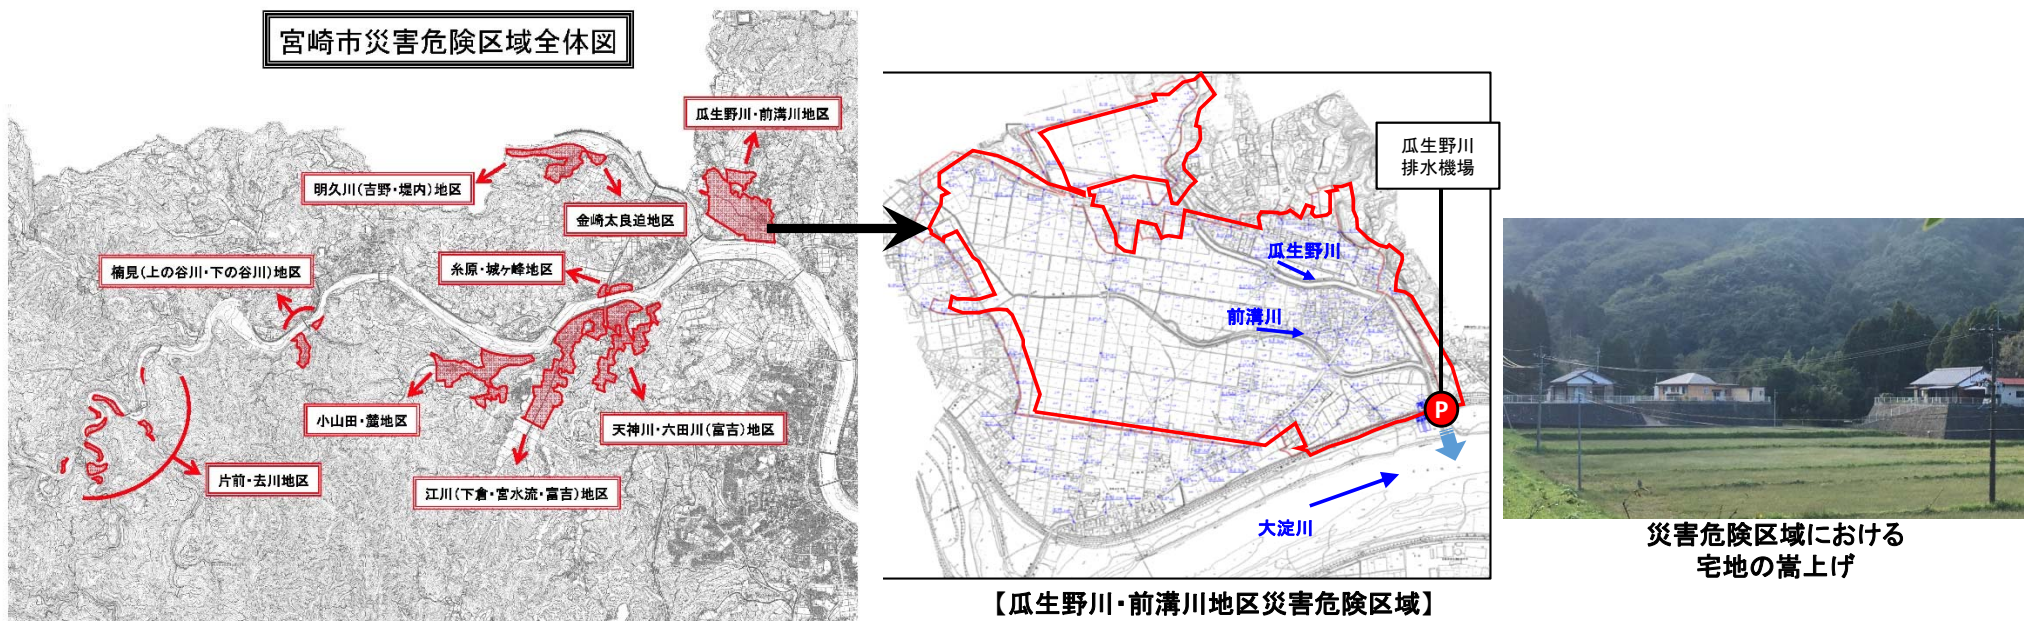 宮崎市災害危険区域全体図
瓜生野川・前溝川地区
明久川(吉野・堤内)地区
金崎太良迫地区
楠見(上の谷川・下の谷川)地区
糸原・城ヶ峰地区
小山田・麓地区
天神川・六田川(富吉)地区
片前・去川地区
江川(下倉・宮水流・富吉)地区
瓜生野川
排水機場
瓜生野川
前溝川
P
大淀川
【瓜生野川・前溝川地区災害危険区域】
災害危険区域における
宅地の嵩上げ